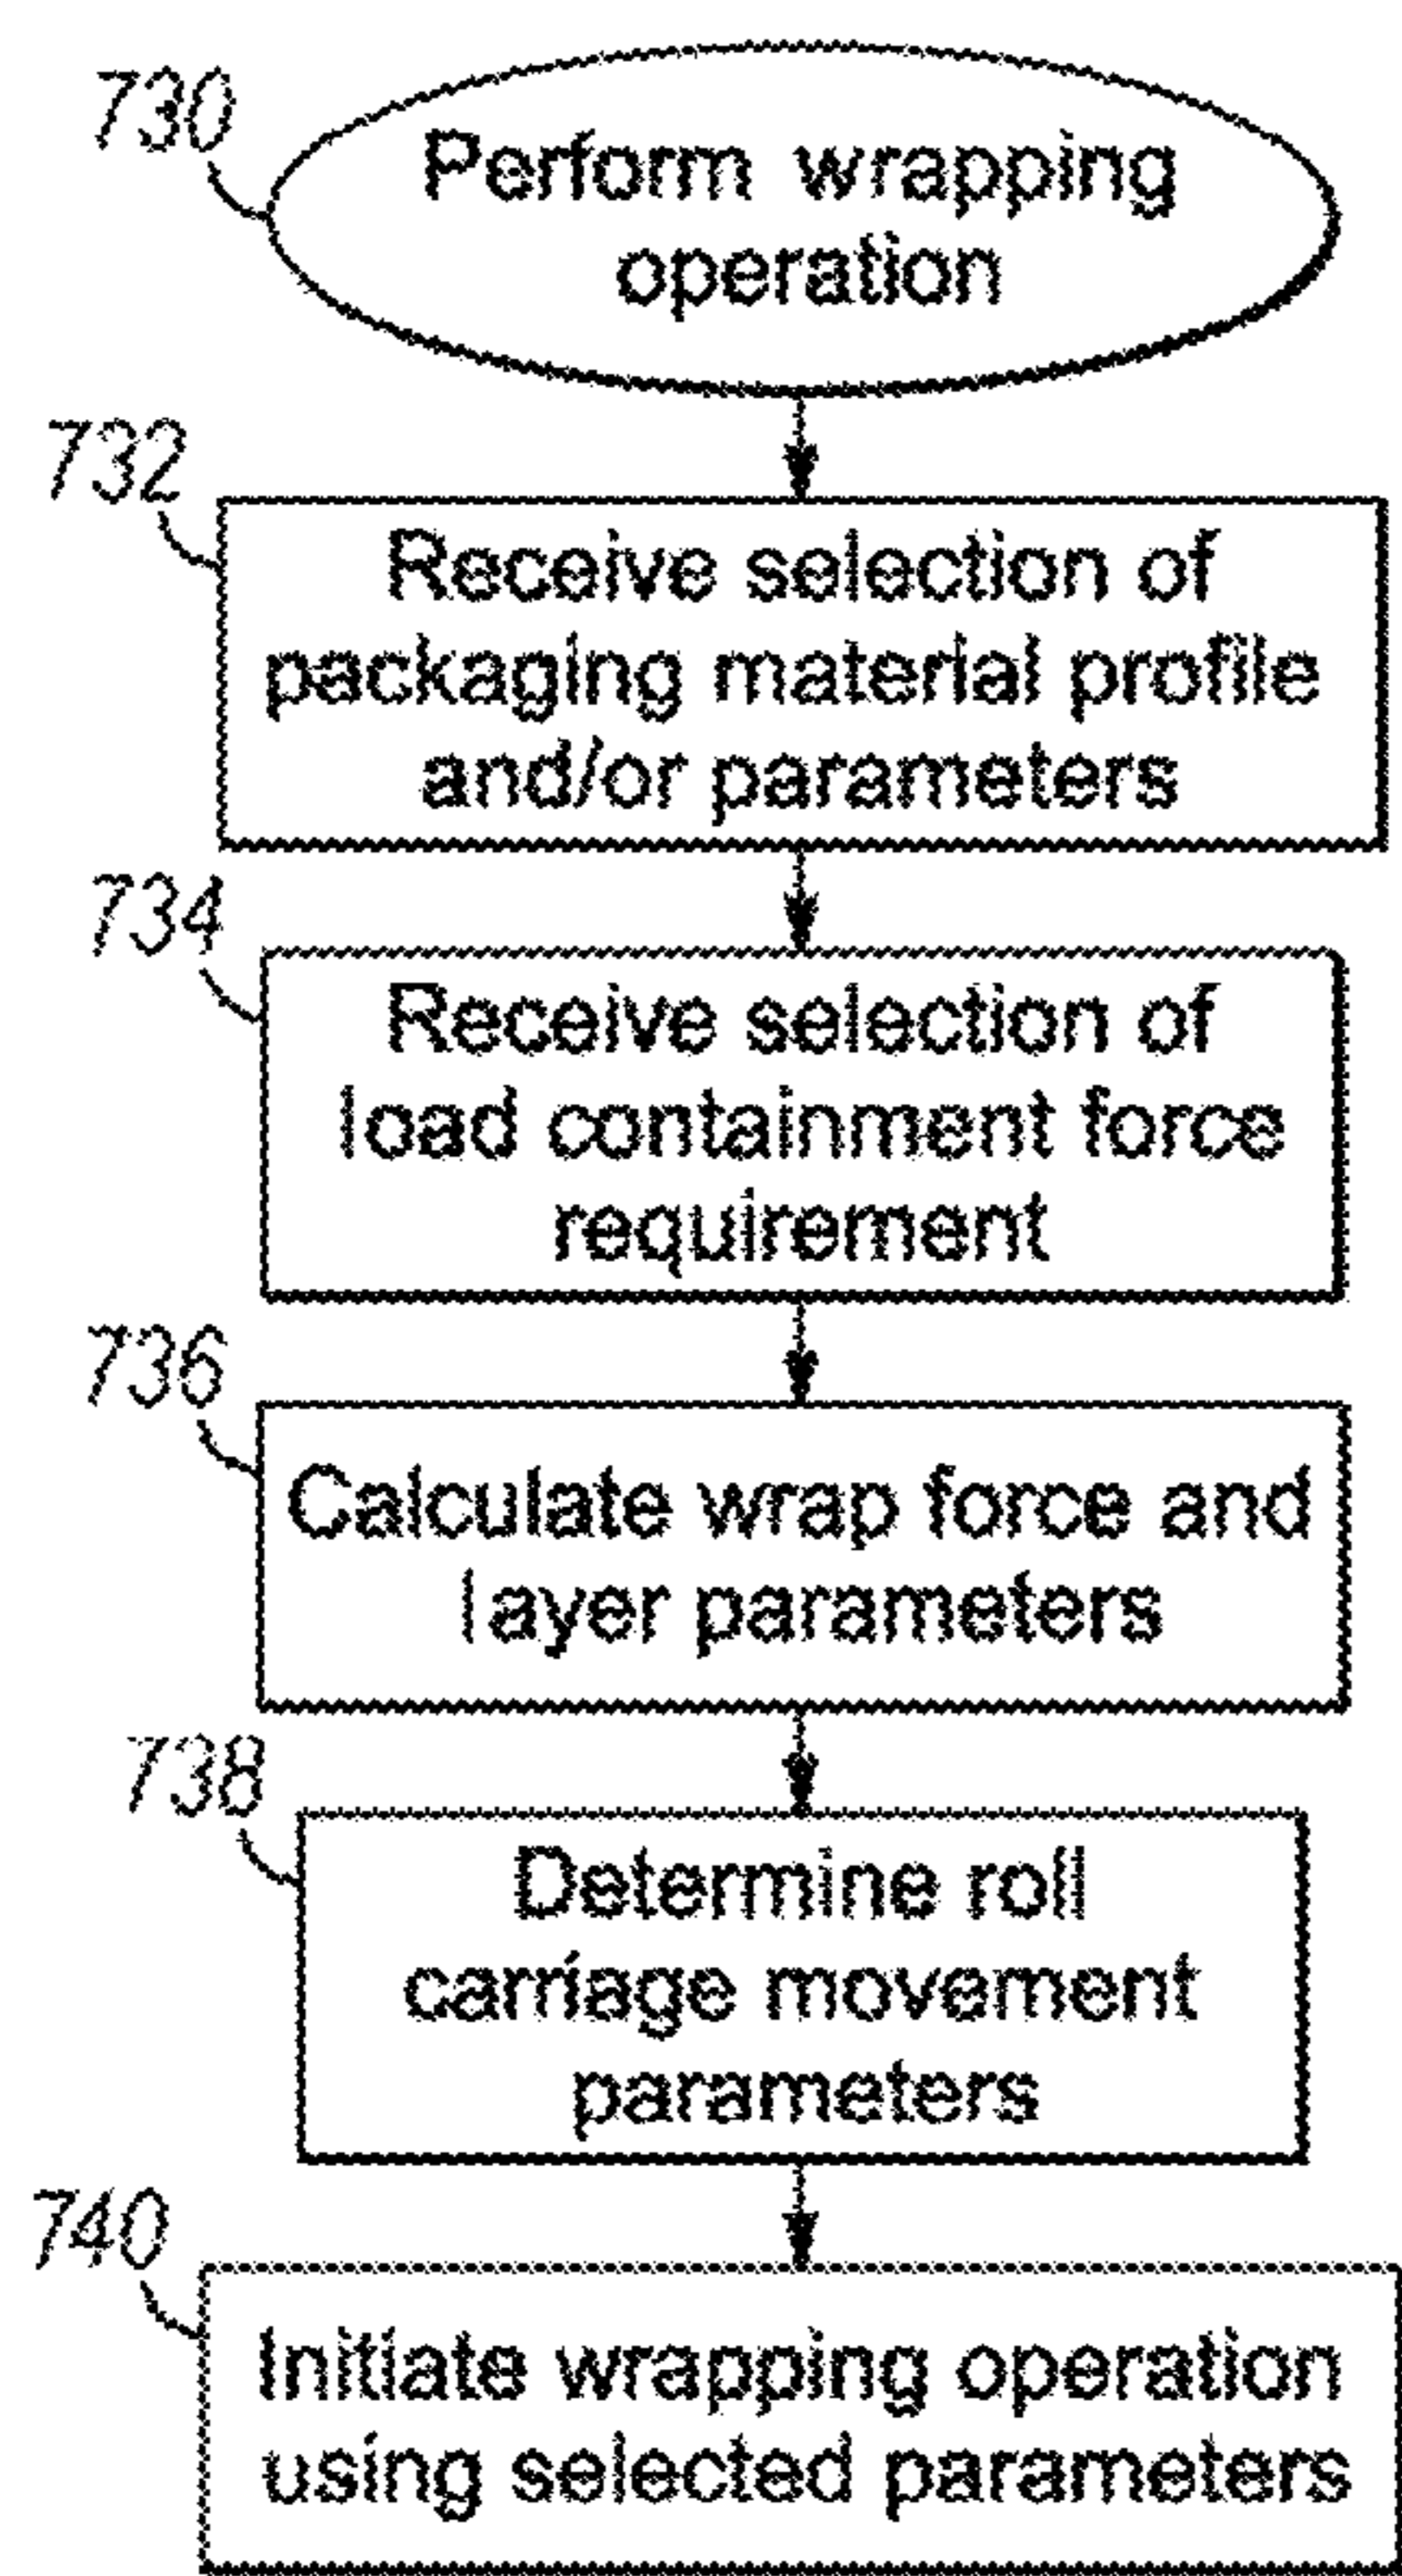 730
Perform wrapping
operation
732
Receive selection of
packaging material profile
and/or parameters
734
Receive selection of
load containment force
requirement
736
Calculate wrap force and
layer parameters
738
Determine roll
carriage movement
parameters
740
Initiate wrapping operation
using selected parameters